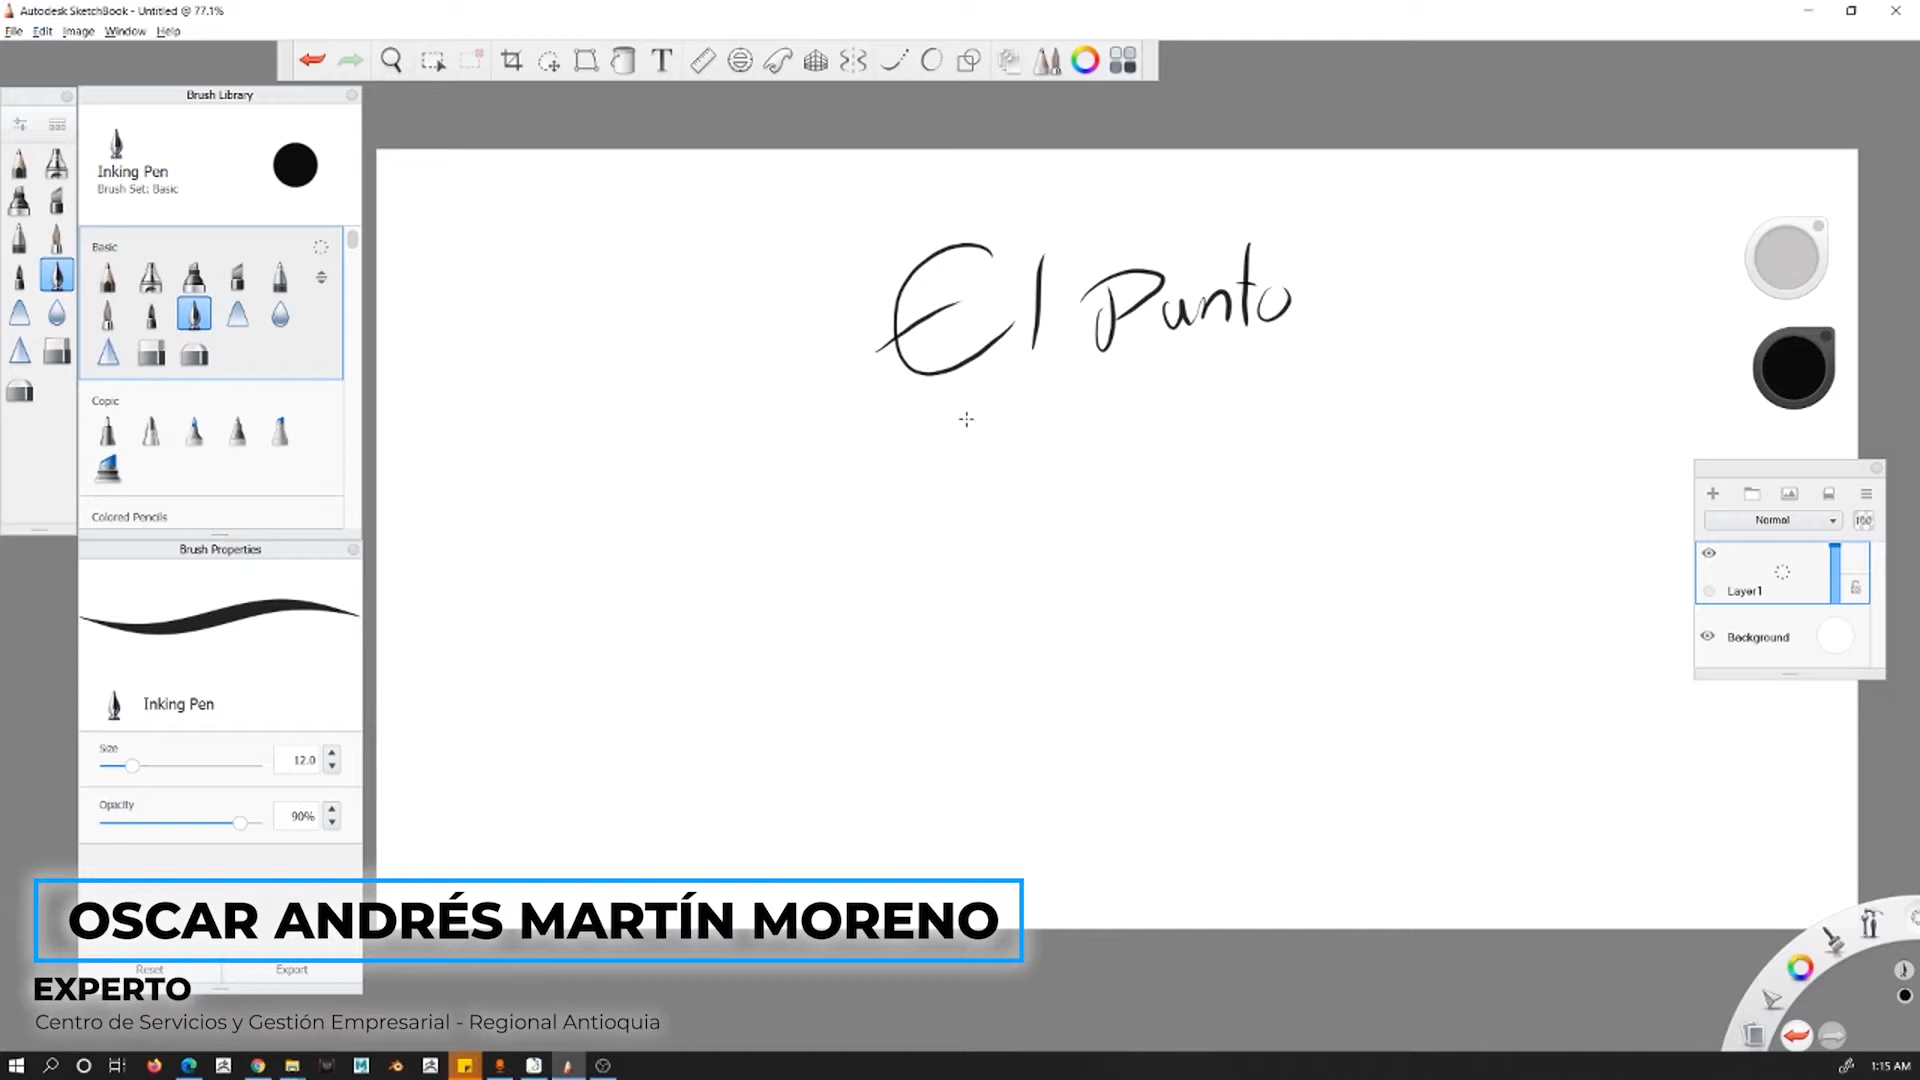 Autodesk SketchBook - Untitled @ 77.1%
File Edit Image Window Help
T
Brush Library
Inking Pen
Brush Set: Basic
Basic
Copic
Colored Pencils
Brush Properties
Inking Pen
Size
12.0
Opacity
90%
Reset Export
El Punto
Normal 100
Layer1
Background
OSCAR ANDRÉS MARTÍN MORENO
EXPERTO
Centro de Servicios y Gestión Empresarial - Regional Antioquia
1:15 AM